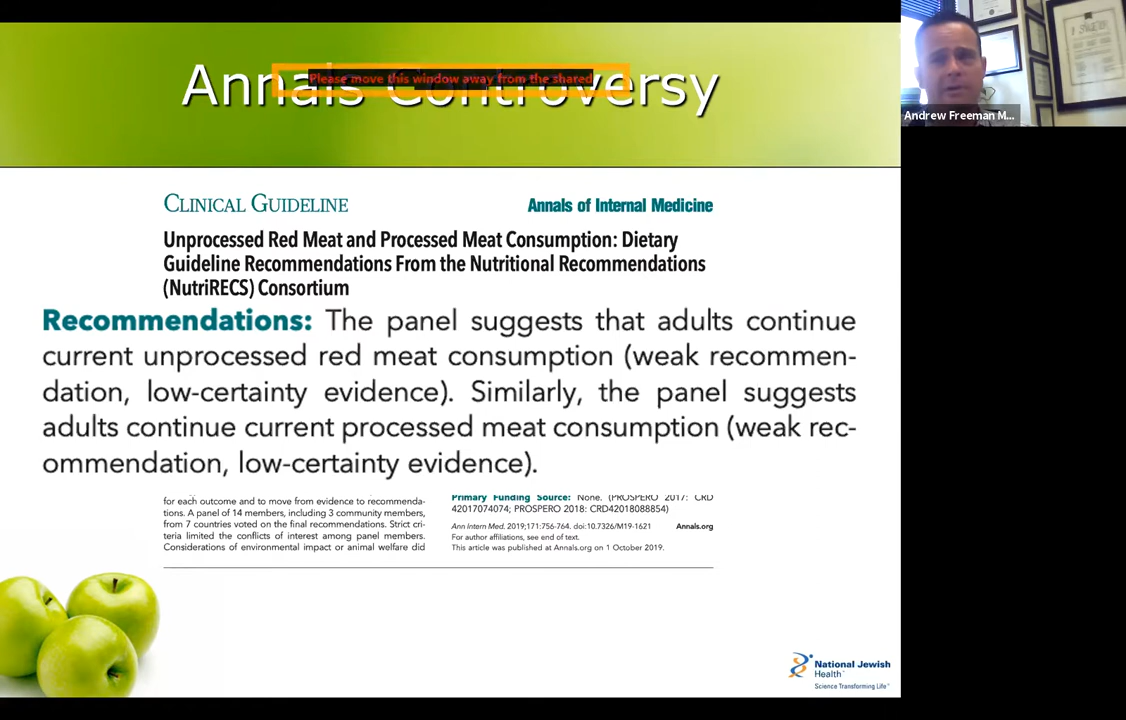 Annals Controversy
Please move this window away from the shared
Andrew Freeman M...
CLINICAL GUIDELINE
Annals of Internal Medicine
Unprocessed Red Meat and Processed Meat Consumption: Dietary
Guideline Recommendations From the Nutritional Recommendations
(NutriRECS) Consortium
Recommendations: The panel suggests that adults continue
current unprocessed red meat consumption (weak recommen-
dation, low-certainty evidence). Similarly, the panel suggests
adults continue current processed meat consumption (weak rec-
ommendation, low-certainty evidence).
for each outcome and to move from evidence to recommenda-
tions. A panel of 14 members, including 3 community members,
from 7 countries voted on the final recommendations. Strict cri-
teria limited the conflicts of interest among panel members.
Considerations of environmental impact or animal welfare did
Primary Funding Source: None. (PROSPERO 2017: CRD
42017074074; PROSPERO 2018: CRD42018088854)
Ann Intern Med. 2019;171:756-764. doi:10.7326/M19-1621
Annals.org
For author affiliations, see end of text.
This article was published at Annals.org on 1 October 2019.
National Jewish
Health®
Science Transforming Life®